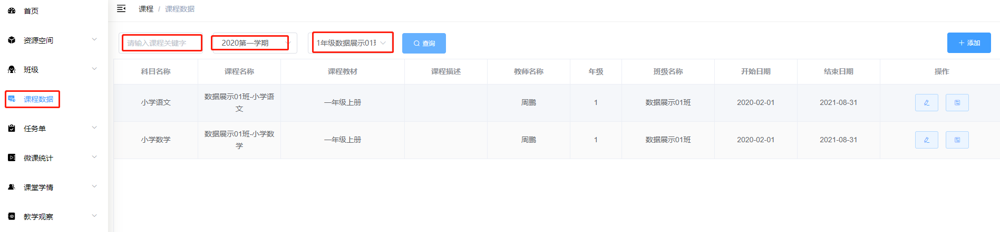 首页
资源空间
班级
课程数据
任务单
微课统计
课堂学情
教学观察
课程 / 课程数据
请输入课程关键字
2020第一学期
1年级数据展示01
查询
添加
科目名称 课程名称 课程教材 课程描述 教师名称 年级 班级名称 开始日期 结束日期 操作
小学语文 数据展示01班-小学语
文 一年级上册 周鹏 1 数据展示01班 2020-02-01 2021-08-31
小学数学 数据展示01班-小学数
学 一年级上册 周鹏 1 数据展示01班 2020-02-01 2021-08-31